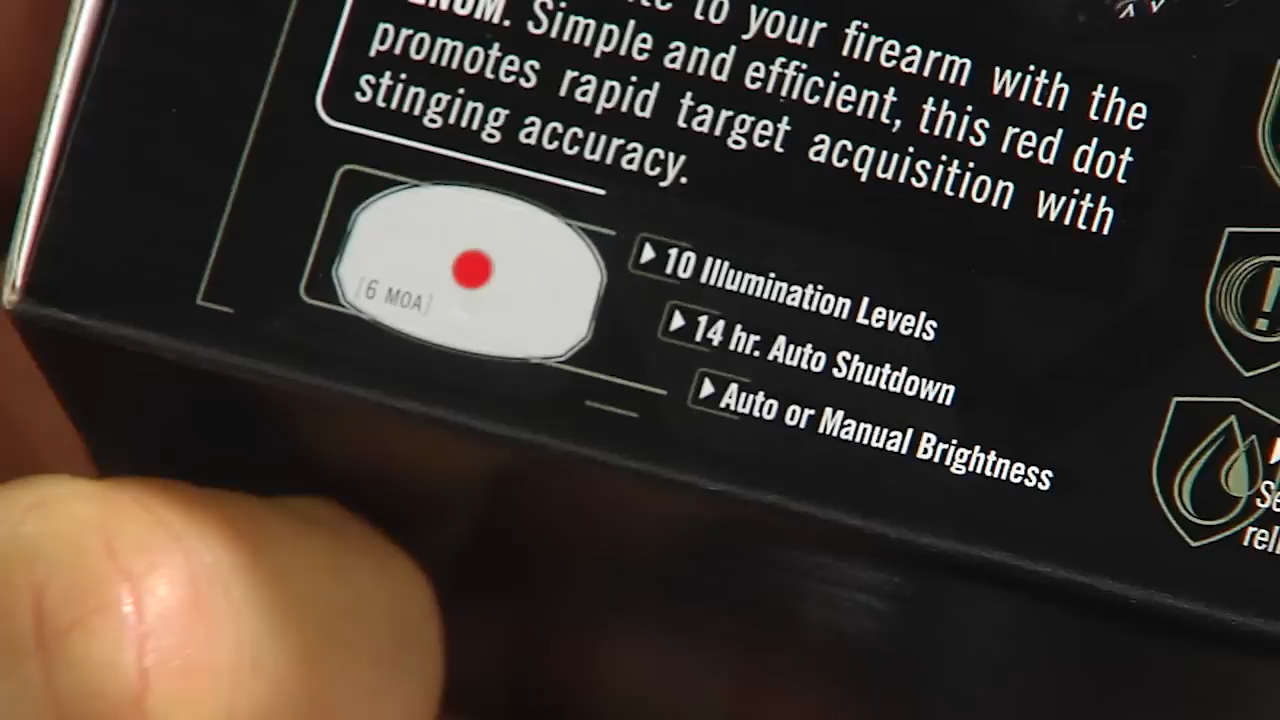 to your firearm with the
Simple and efficient, this red dot
promotes rapid target acquisition with
stinging accuracy.
[6 MOA]
10 Illumination Levels
14 hr. Auto Shutdown
Auto or Manual Brightness